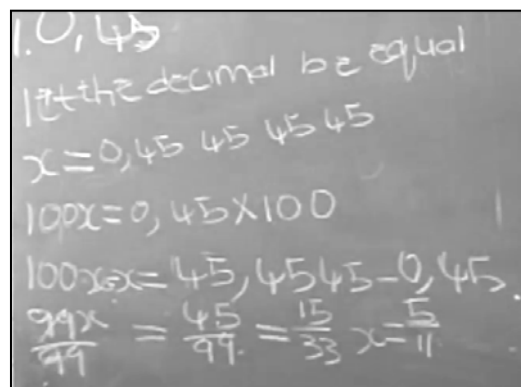 1. 0,45
let the decimal be equal
x=0,45 45 45 45
100x=0,45×100
100x-x=45,4545-0,45
99x/99 = 45/99 = 15/33 x=5/11